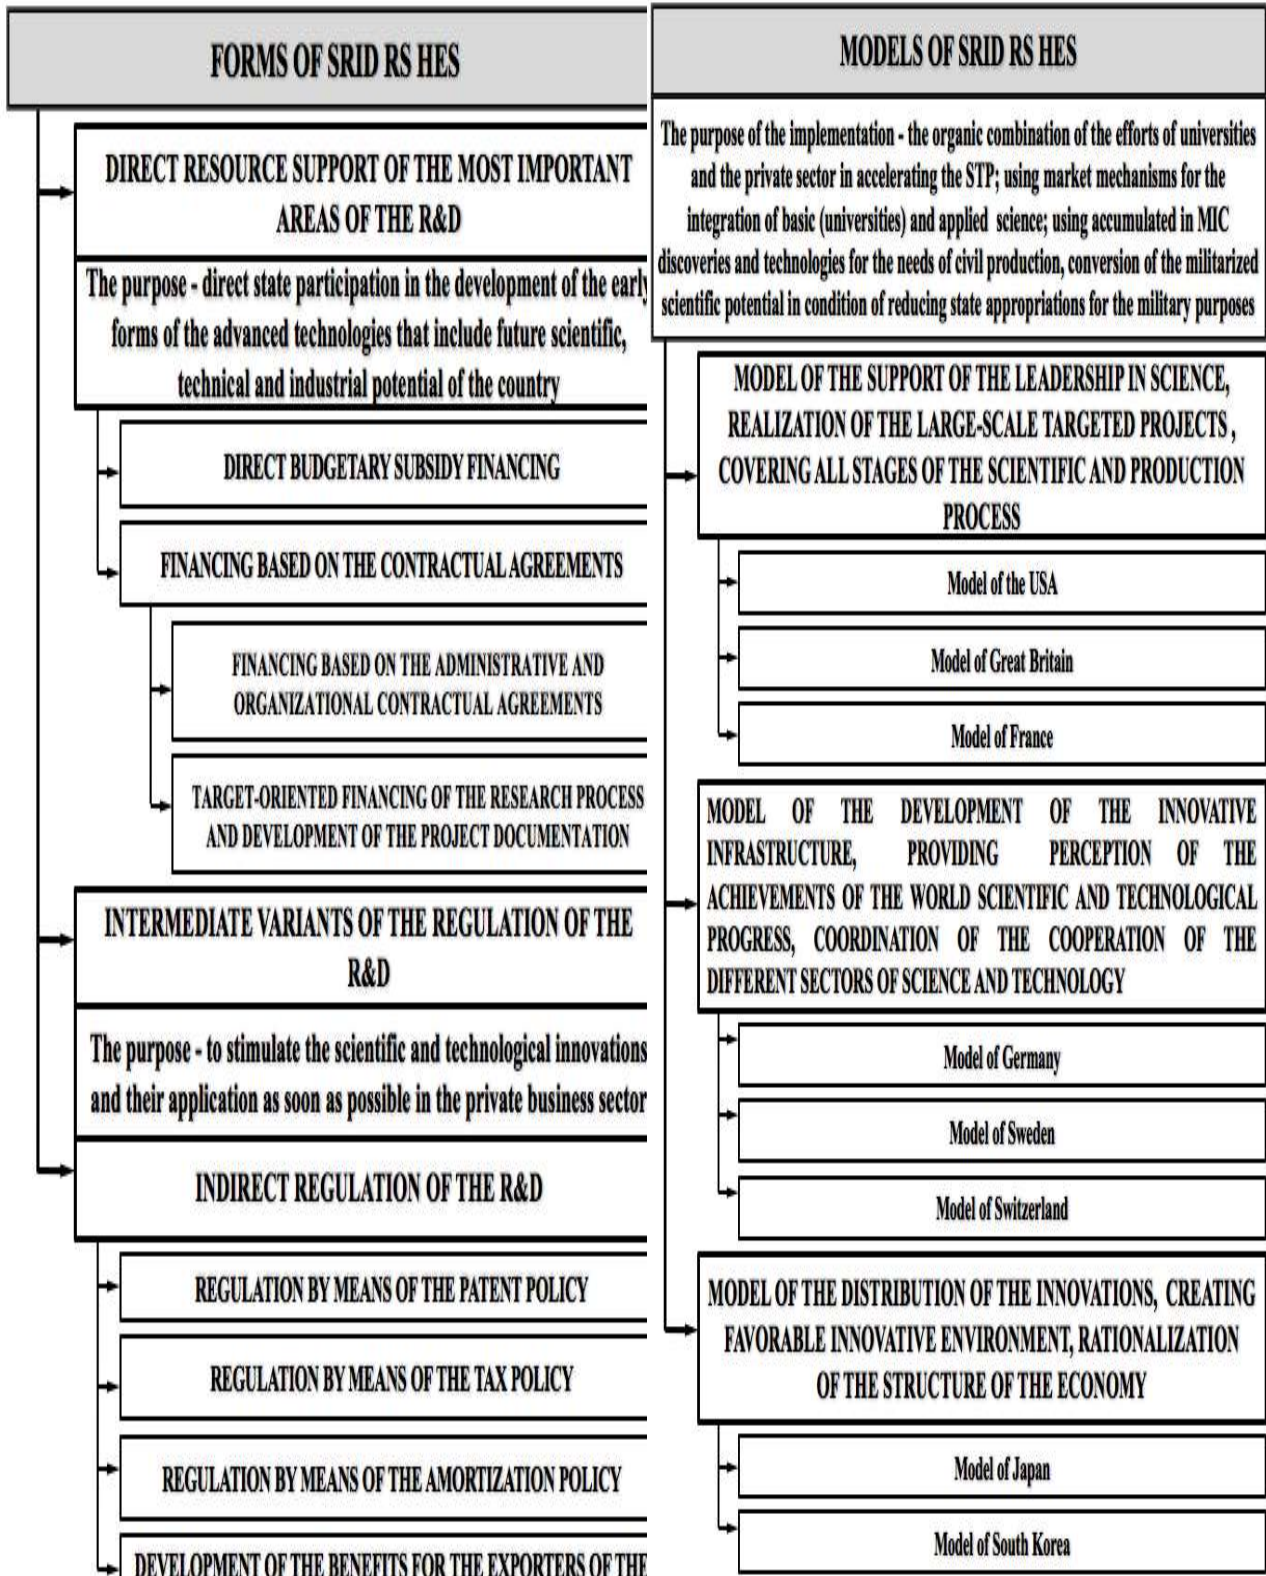 FORMS OF SRID RS HES
DIRECT RESOURCE SUPPORT OF THE MOST IMPORTANT
AREAS OF THE R&D
The purpose - direct state participation in the development of the early
forms of the advanced technologies that include future scientific,
technical and industrial potential of the country
DIRECT BUDGETARY SUBSIDY FINANCING
FINANCING BASED ON THE CONTRACTUAL AGREEMENTS
FINANCING BASED ON THE ADMINISTRATIVE AND
ORGANIZATIONAL CONTRACTUAL AGREEMENTS
TARGET-ORIENTED FINANCING OF THE RESEARCH PROCESS
AND DEVELOPMENT OF THE PROJECT DOCUMENTATION
INTERMEDIATE VARIANTS OF THE REGULATION OF THE
R&D
The purpose - to stimulate the scientific and technological innovations
and their application as soon as possible in the private business sector
INDIRECT REGULATION OF THE R&D
REGULATION BY MEANS OF THE PATENT POLICY
REGULATION BY MEANS OF THE TAX POLICY
REGULATION BY MEANS OF THE AMORTIZATION POLICY
DEVELOPMENT OF THE BENEFITS FOR THE EXPORTERS OF THE
MODELS OF SRID RS HES
The purpose of the implementation - the organic combination of the efforts of universities
and the private sector in accelerating the STP; using market mechanisms for the
integration of basic (universities) and applied science; using accumulated in MIC
discoveries and technologies for the needs of civil production, conversion of the militarized
scientific potential in condition of reducing state appropriations for the military purposes
MODEL OF THE SUPPORT OF THE LEADERSHIP IN SCIENCE,
REALIZATION OF THE LARGE-SCALE TARGETED PROJECTS ,
COVERING ALL STAGES OF THE SCIENTIFIC AND PRODUCTION
PROCESS
Model of the USA
Model of Great Britain
Model of France
MODEL OF THE DEVELOPMENT OF THE INNOVATIVE
INFRASTRUCTURE, PROVIDING PERCEPTION OF THE
ACHIEVEMENTS OF THE WORLD SCIENTIFIC AND TECHNOLOGICAL
PROGRESS, COORDINATION OF THE COOPERATION OF THE
DIFFERENT SECTORS OF SCIENCE AND TECHNOLOGY
Model of Germany
Model of Sweden
Model of Switzerland
MODEL OF THE DISTRIBUTION OF THE INNOVATIONS, CREATING
FAVORABLE INNOVATIVE ENVIRONMENT, RATIONALIZATION
OF THE STRUCTURE OF THE ECONOMY
Model of Japan
Model of South Korea